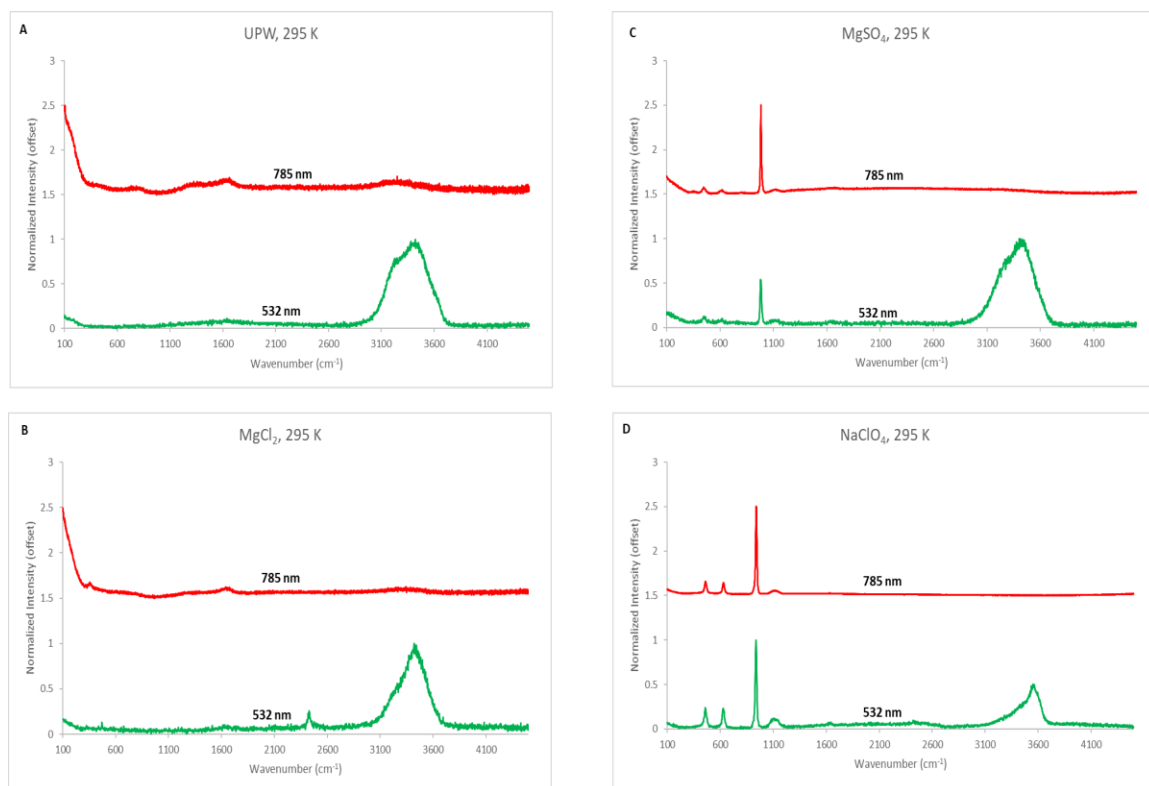 A
UPW, 295 K
Normalized Intensity (offset)
3
2.5
2
1.5
1
0.5
0
785 nm
532 nm
100 600 1100 1600 2100 2600 3100 3600 4100
Wavenumber (cm⁻¹)
C
MgSO₄, 295 K
Normalized Intensity (offset)
3
2.5
2
1.5
1
0.5
0
785 nm
532 nm
100 600 1100 1600 2100 2600 3100 3600 4100
Wavenumber (cm⁻¹)
B
MgCl₂, 295 K
Normalized Intensity (offset)
3
2.5
2
1.5
1
0.5
0
785 nm
532 nm
100 600 1100 1600 2100 2600 3100 3600 4100
Wavenumber (cm⁻¹)
D
NaClO₄, 295 K
Normalized Intensity (offset)
3
2.5
2
1.5
1
0.5
0
785 nm
532 nm
100 600 1100 1600 2100 2600 3100 3600 4100
Wavenumber (cm⁻¹)